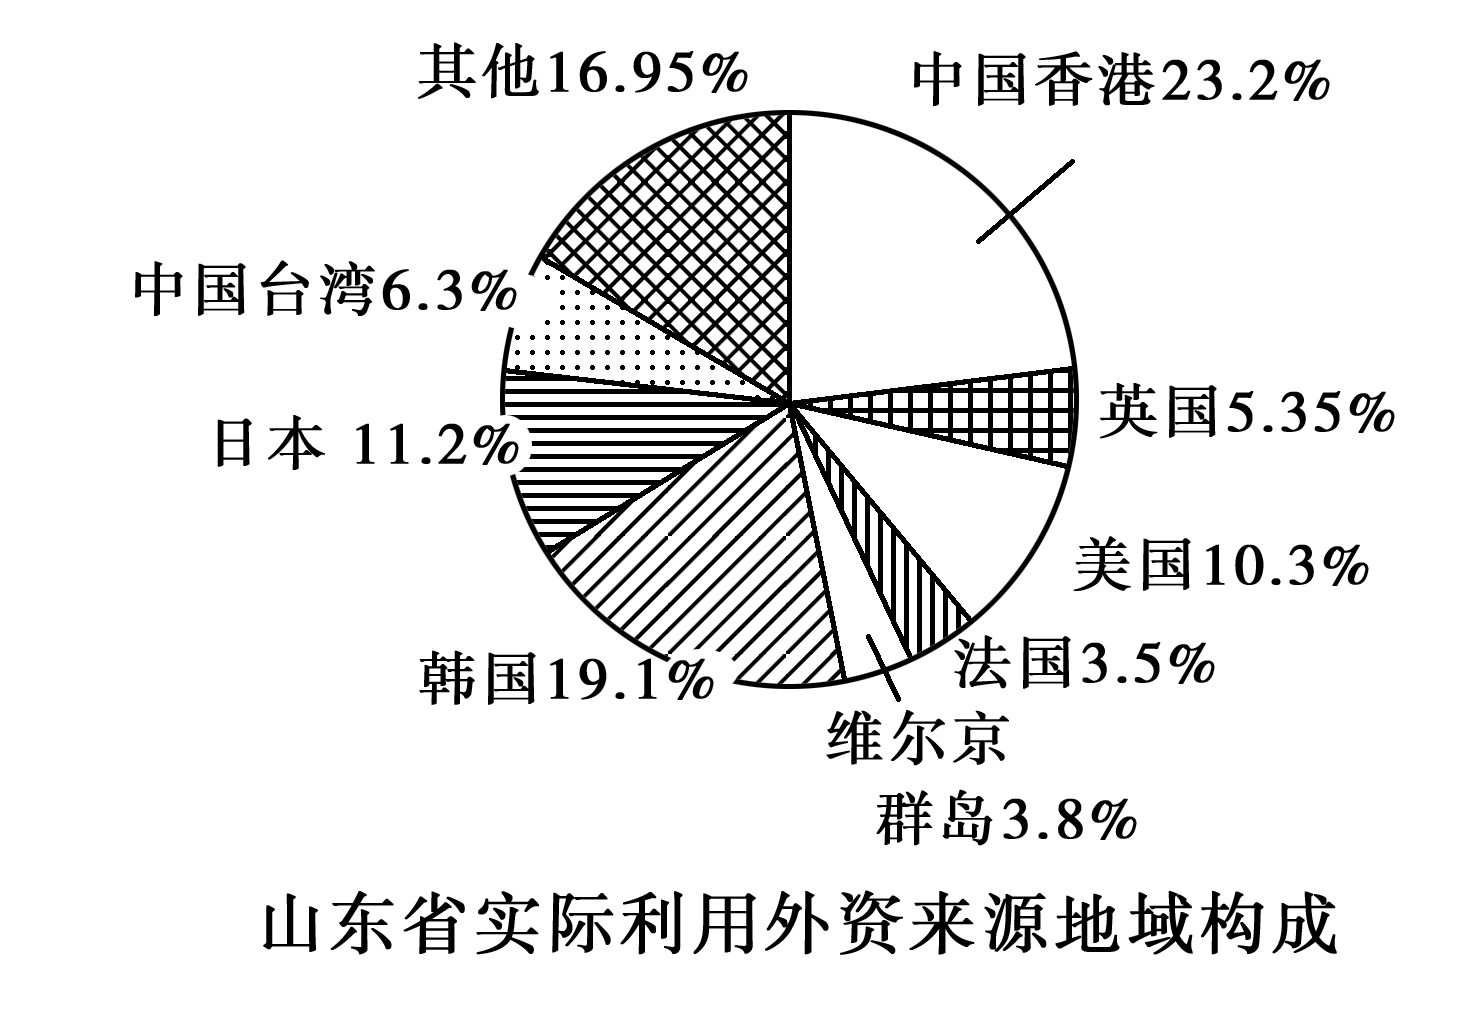 其他16.95%
中国香港23.2%
中国台湾6.3%
英国5.35%
日本 11.2%
美国10.3%
法国3.5%
韩国19.1%
维尔京
群岛3.8%
山东省实际利用外资来源地域构成